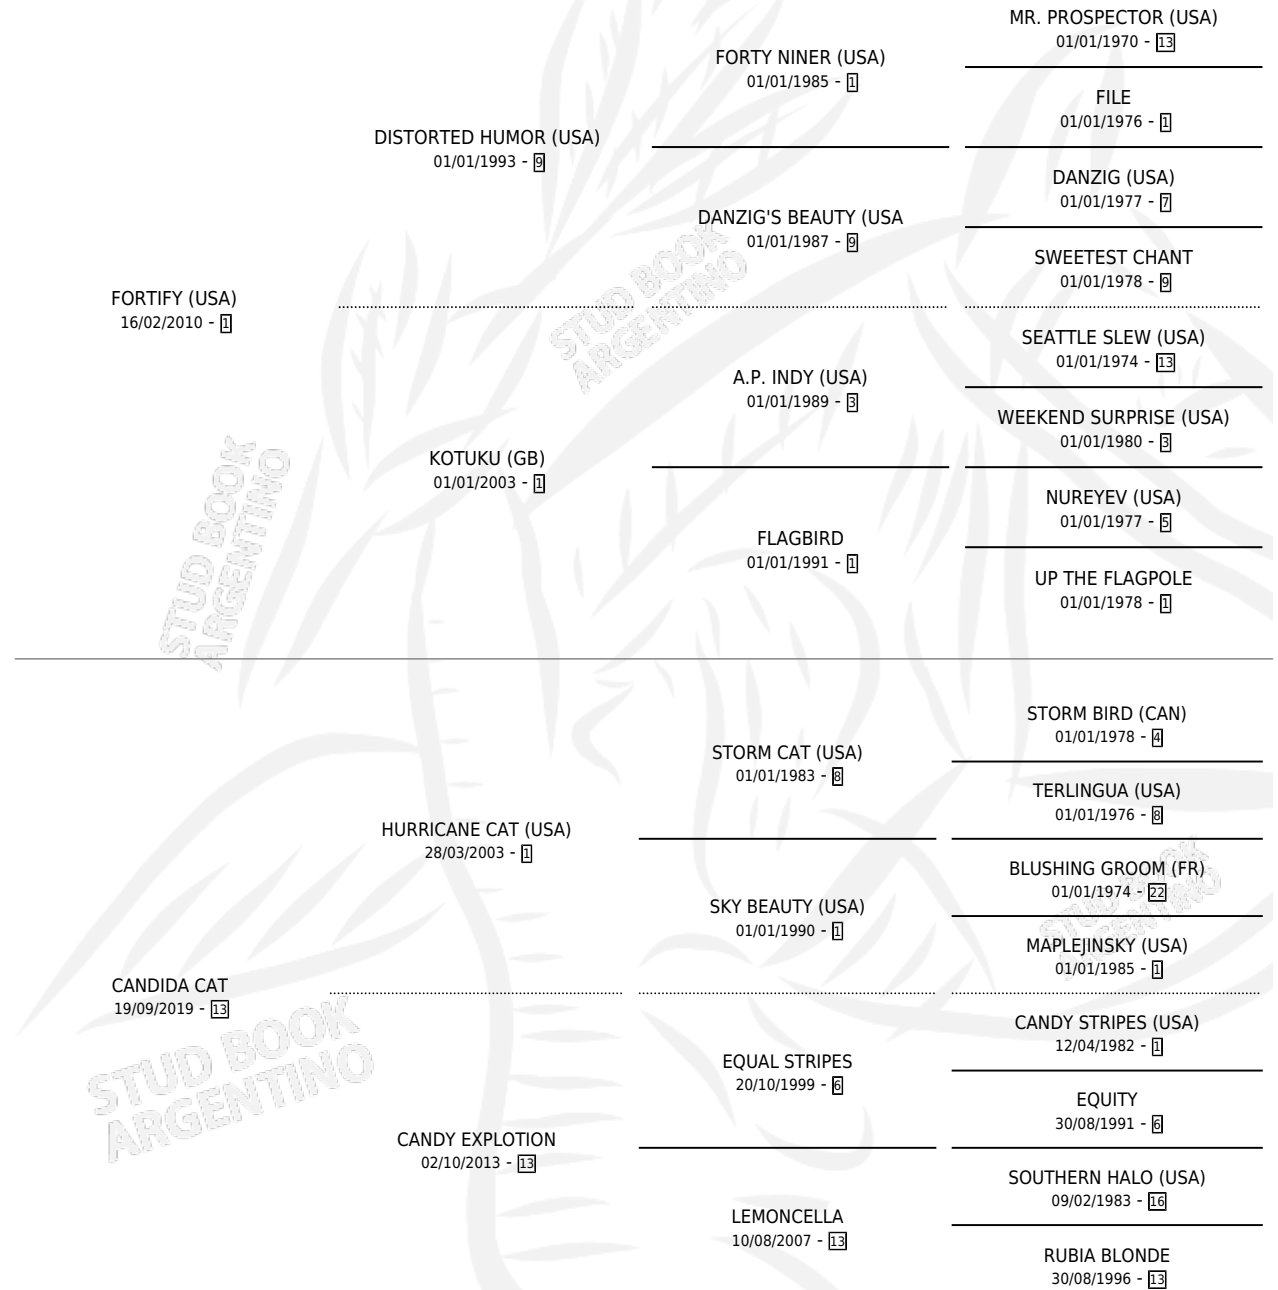 MR. PROSPECTOR (USA)
01/01/1970 - 13
FORTY NINER (USA)
01/01/1985 - 1
FILE
01/01/1976 - 1
DISTORTED HUMOR (USA)
01/01/1993 - 9
DANZIG (USA)
01/01/1977 - 7
DANZIG'S BEAUTY (USA
01/01/1987 - 9
SWEETEST CHANT
01/01/1978 - 9
FORTIFY (USA)
16/02/2010 - 1
SEATTLE SLEW (USA)
01/01/1974 - 13
A.P. INDY (USA)
01/01/1989 - 3
WEEKEND SURPRISE (USA)
01/01/1980 - 3
KOTUKU (GB)
01/01/2003 - 1
NUREYEV (USA)
01/01/1977 - 5
FLAGBIRD
01/01/1991 - 1
UP THE FLAGPOLE
01/01/1978 - 1
STUD BOOK
ARGENTINO
STUD BOOK
ARGENTINO
STORM BIRD (CAN)
01/01/1978 - 4
STORM CAT (USA)
01/01/1983 - 8
TERLINGUA (USA)
01/01/1976 - 8
HURRICANE CAT (USA)
28/03/2003 - 1
BLUSHING GROOM (FR)
01/01/1974 - 22
SKY BEAUTY (USA)
01/01/1990 - 1
MAPLEJINSKY (USA)
01/01/1985 - 1
STUD BOOK
ARGENTINO
CANDIDA CAT
19/09/2019 - 13
CANDY STRIPES (USA)
12/04/1982 - 1
EQUAL STRIPES
20/10/1999 - 6
EQUITY
30/08/1991 - 6
STUD BOOK
ARGENTINO
CANDY EXPLOTION
02/10/2013 - 13
SOUTHERN HALO (USA)
09/02/1983 - 16
LEMONCELLA
10/08/2007 - 13
RUBIA BLONDE
30/08/1996 - 13